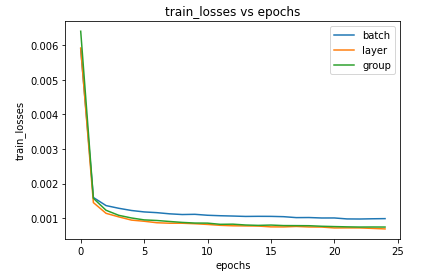 train_losses vs epochs
batch
layer
group
train_losses
0.006
0.005
0.004
0.003
0.002
0.001
0 5 10 15 20 25
epochs